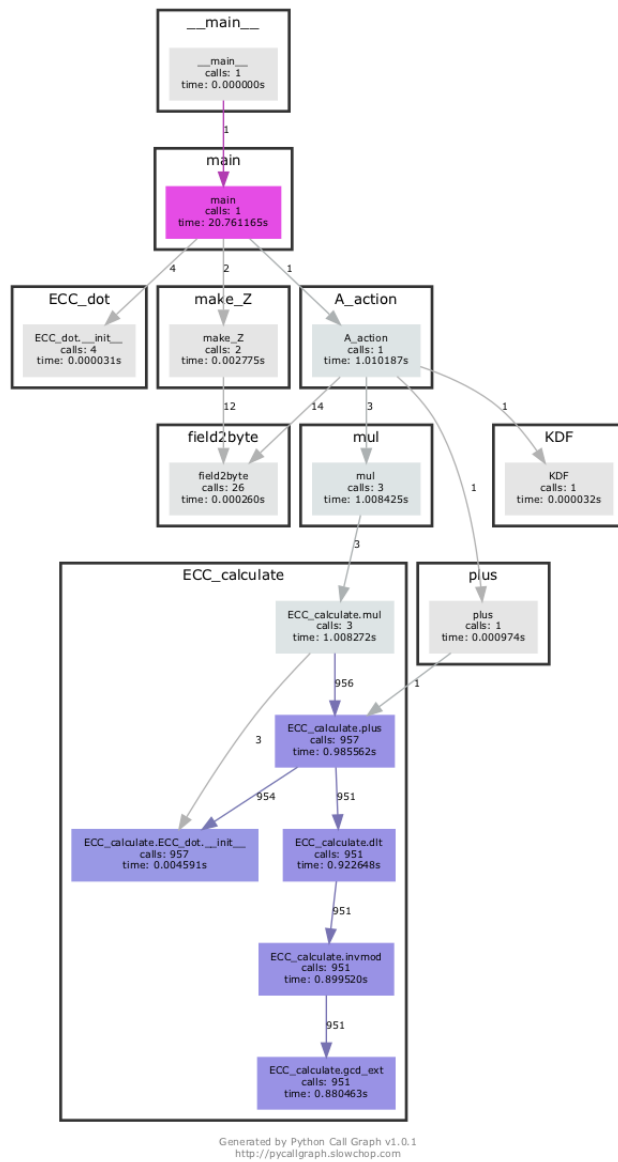 __main__
__main__
calls: 1
time: 0.000000s
1
main
main
calls: 1
time: 20.761165s
4
2
1
ECC_dot
ECC_dot.__init__
calls: 4
time: 0.000031s
make_Z
make_Z
calls: 2
time: 0.002775s
A_action
A_action
calls: 1
time: 1.010187s
12
14
3
1
1
field2byte
field2byte
calls: 26
time: 0.000260s
mul
mul
calls: 3
time: 1.008425s
KDF
KDF
calls: 1
time: 0.000032s
3
ECC_calculate
ECC_calculate.mul
calls: 3
time: 1.008272s
plus
plus
calls: 1
time: 0.000974s
956
1
3
ECC_calculate.plus
calls: 957
time: 0.985562s
954
951
ECC_calculate.ECC_dot.__init__
calls: 957
time: 0.004591s
ECC_calculate.dlt
calls: 951
time: 0.922648s
951
ECC_calculate.invmod
calls: 951
time: 0.899520s
951
ECC_calculate.gcd_ext
calls: 951
time: 0.880463s
Generated by Python Call Graph v1.0.1
http://pycallgraph.slowchop.com